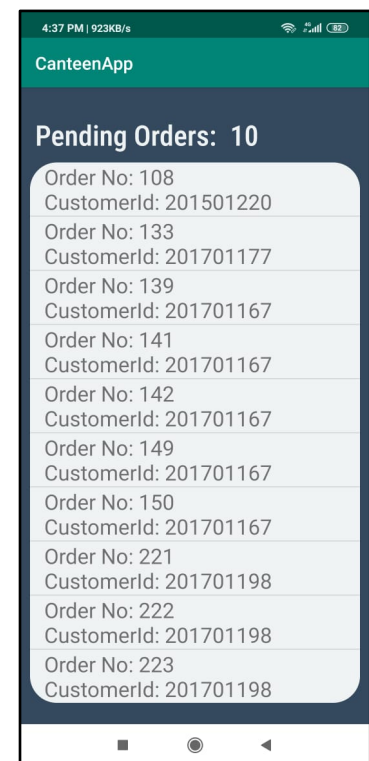 4:37 PM | 923KB/s
4G
82
CanteenApp
Pending Orders: 10
Order No: 108
CustomerId: 201501220
Order No: 133
CustomerId: 201701177
Order No: 139
CustomerId: 201701167
Order No: 141
CustomerId: 201701167
Order No: 142
CustomerId: 201701167
Order No: 149
CustomerId: 201701167
Order No: 150
CustomerId: 201701167
Order No: 221
CustomerId: 201701198
Order No: 222
CustomerId: 201701198
Order No: 223
CustomerId: 201701198